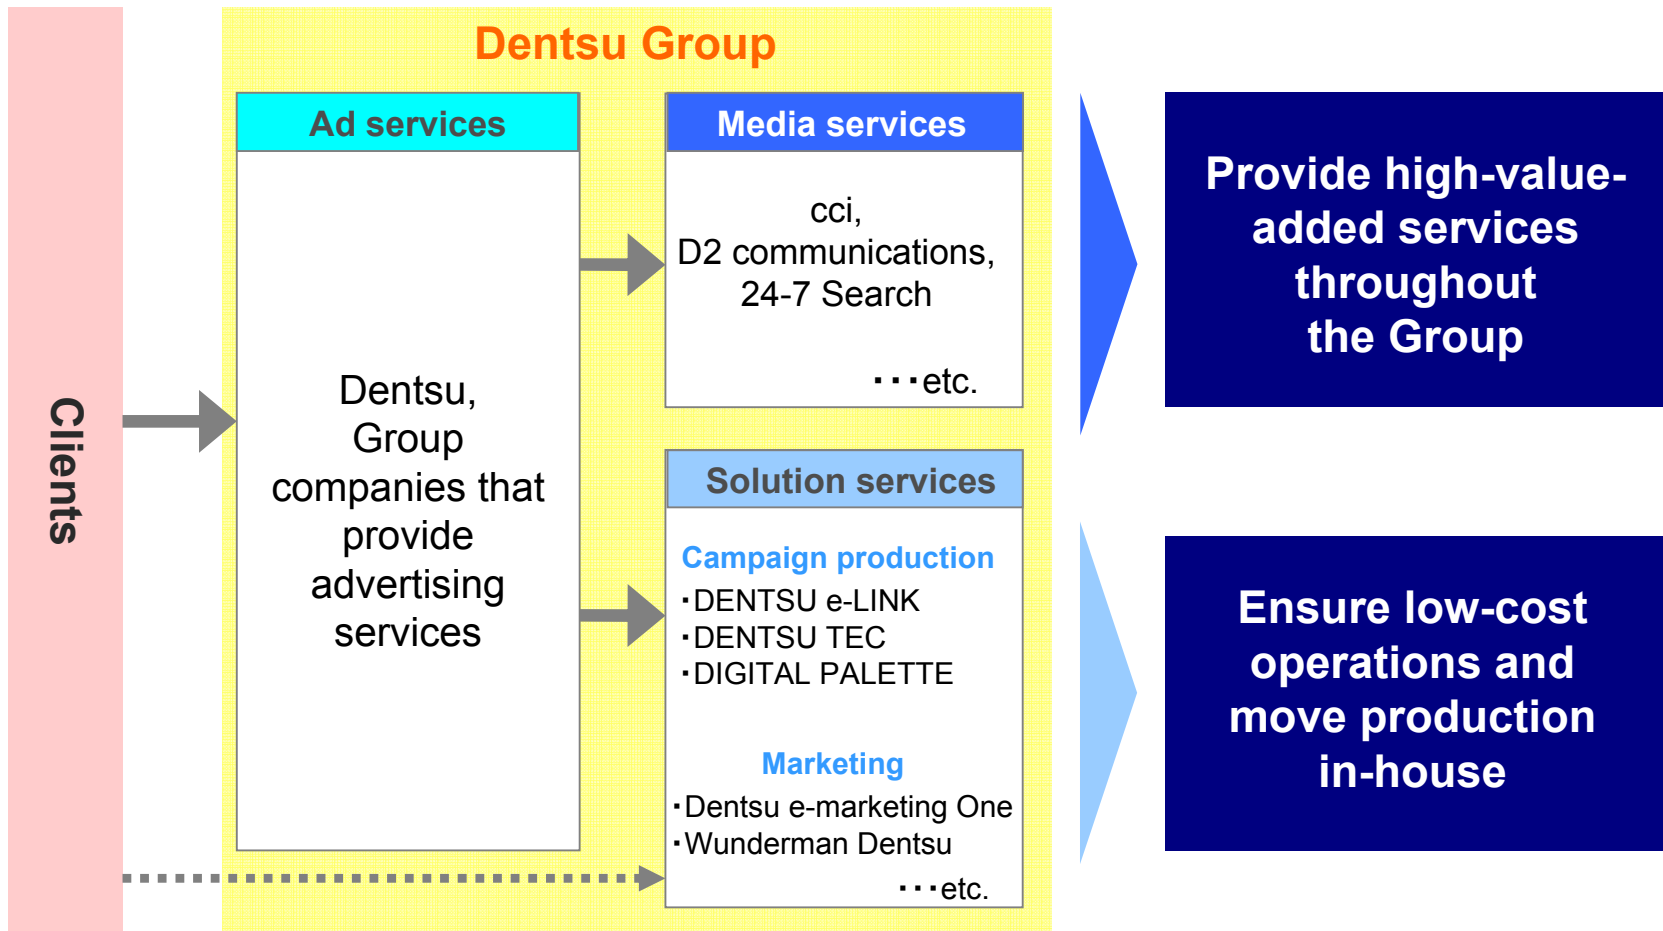 Clients
Dentsu Group
Ad services
Dentsu,
Group
companies that
provide
advertising
services
Media services
cci,
D2 communications,
24-7 Search
･･･etc.
Solution services
Campaign production
･DENTSU e-LINK
･DENTSU TEC
･DIGITAL PALETTE
Marketing
･Dentsu e-marketing One
･Wunderman Dentsu
･･･etc.
Provide high-value-
added services
throughout
the Group
Ensure low-cost
operations and
move production
in-house